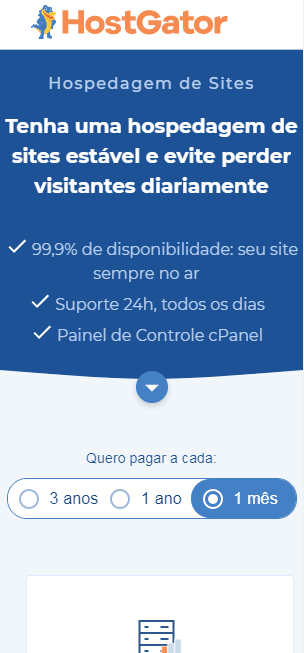 HostGator
Hospedagem de Sites
Tenha uma hospedagem de
sites estável e evite perder
visitantes diariamente
99,9% de disponibilidade: seu site
sempre no ar
Suporte 24h, todos os dias
Painel de Controle cPanel
Quero pagar a cada:
3 anos 1 ano 1 mês